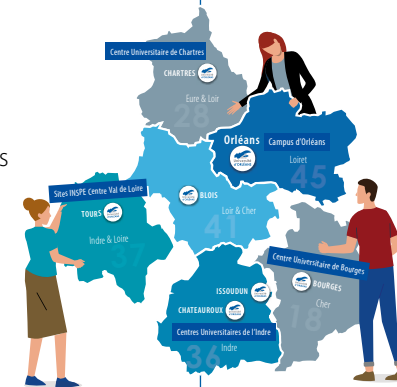 Centre Universitaire de Chartres
CHARTRES
Eure & Loir
28
S
Orléans
Campus d'Orléans
Loiret
45
Sites INSPE Centre Val de Loire
TOURS
Indre & Loire
37
BLOIS
Loir & Cher
41
Centre Universitaire de Bourges
BOURGES
Cher
18
ISSOUDUN
CHATEAUROUX
Centres Universitaires de l'Indre
36
Indre